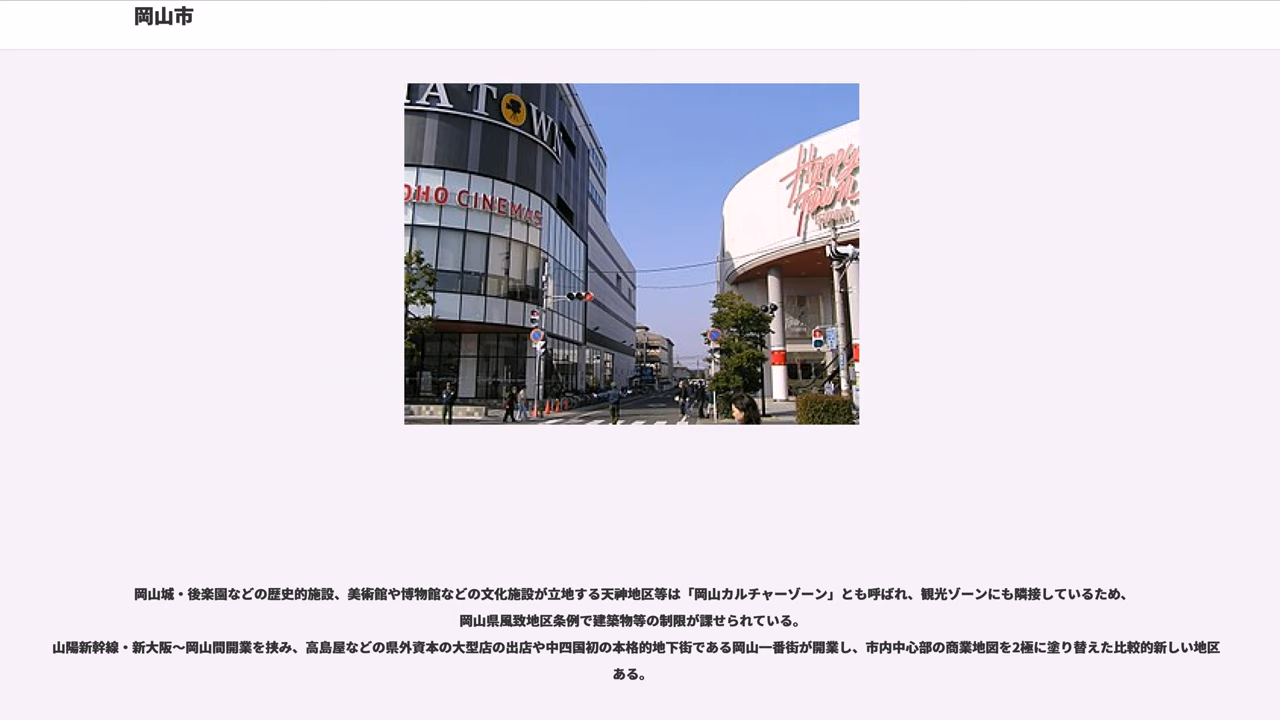 岡山市
ATOWN
OHO CINEMAS
Happy
Town
岡山城・後楽園などの歴史的施設、美術館や博物館などの文化施設が立地する天神地区等は「岡山カルチャーゾーン」とも呼ばれ、観光ゾーンにも隣接しているため、
岡山県風致地区条例で建築物等の制限が課せられている。
山陽新幹線・新大阪〜岡山間開業を挟み、高島屋などの県外資本の大型店の出店や中四国初の本格的地下街である岡山一番街が開業し、市内中心部の商業地図を2極に塗り替えた比較的新しい地区
ある。